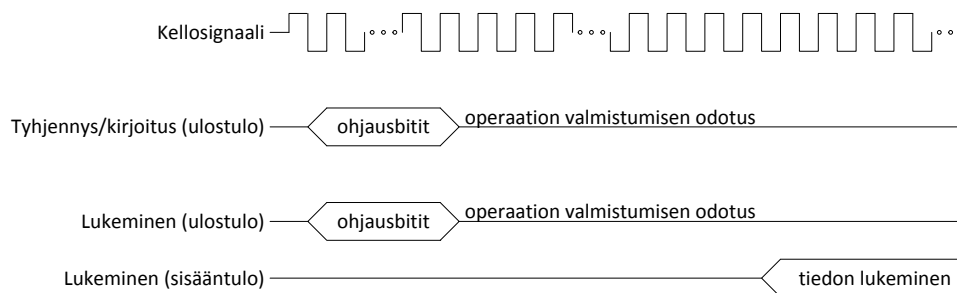 Kellosignaali
Tyhjennys/kirjoitus (ulostulo)
ohjausbitit
operaation valmistumisen odotus
Lukeminen (ulostulo)
ohjausbitit
operaation valmistumisen odotus
Lukeminen (sisääntulo)
tiedon lukeminen